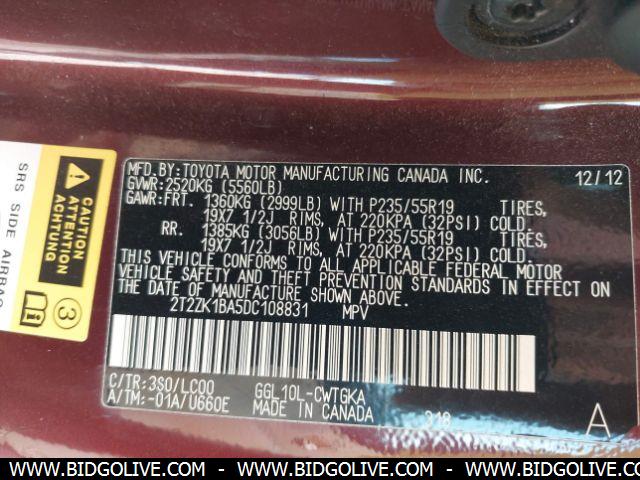 MFD.BY:TOYOTA MOTOR MANUFACTURING CANADA INC. 12/12
GVWR:2520KG (5560LB)
GAWR:FRT. 1360KG (2999LB) WITH P235/55R19 TIRES,
19X7 1/2J RIMS, AT 220KPA (32PSI) COLD.
RR. 1385KG (3056LB) WITH P235/55R19 TIRES,
19X7 1/2J RIMS, AT 220KPA (32PSI) COLD.
THIS VEHICLE CONFORMS TO ALL APPLICABLE FEDERAL MOTOR
VEHICLE SAFETY AND THEFT PREVENTION STANDARDS IN EFFECT ON
THE DATE OF MANUFACTURE SHOWN ABOVE.
2T2ZK1BA5DC108831 MPV
C/TR:3S0/LC00 GGL10L-CWTGKA
A/TM:-01A/U660E MADE IN CANADA 318 A
CAUTION
ATTENTION
ACHTUNG
SRS SIDE AIRBAG
3
WWW.BIDGOLIVE.COM - WWW.BIDGOLIVE.COM - WWW.BIDGOLIVE.COM